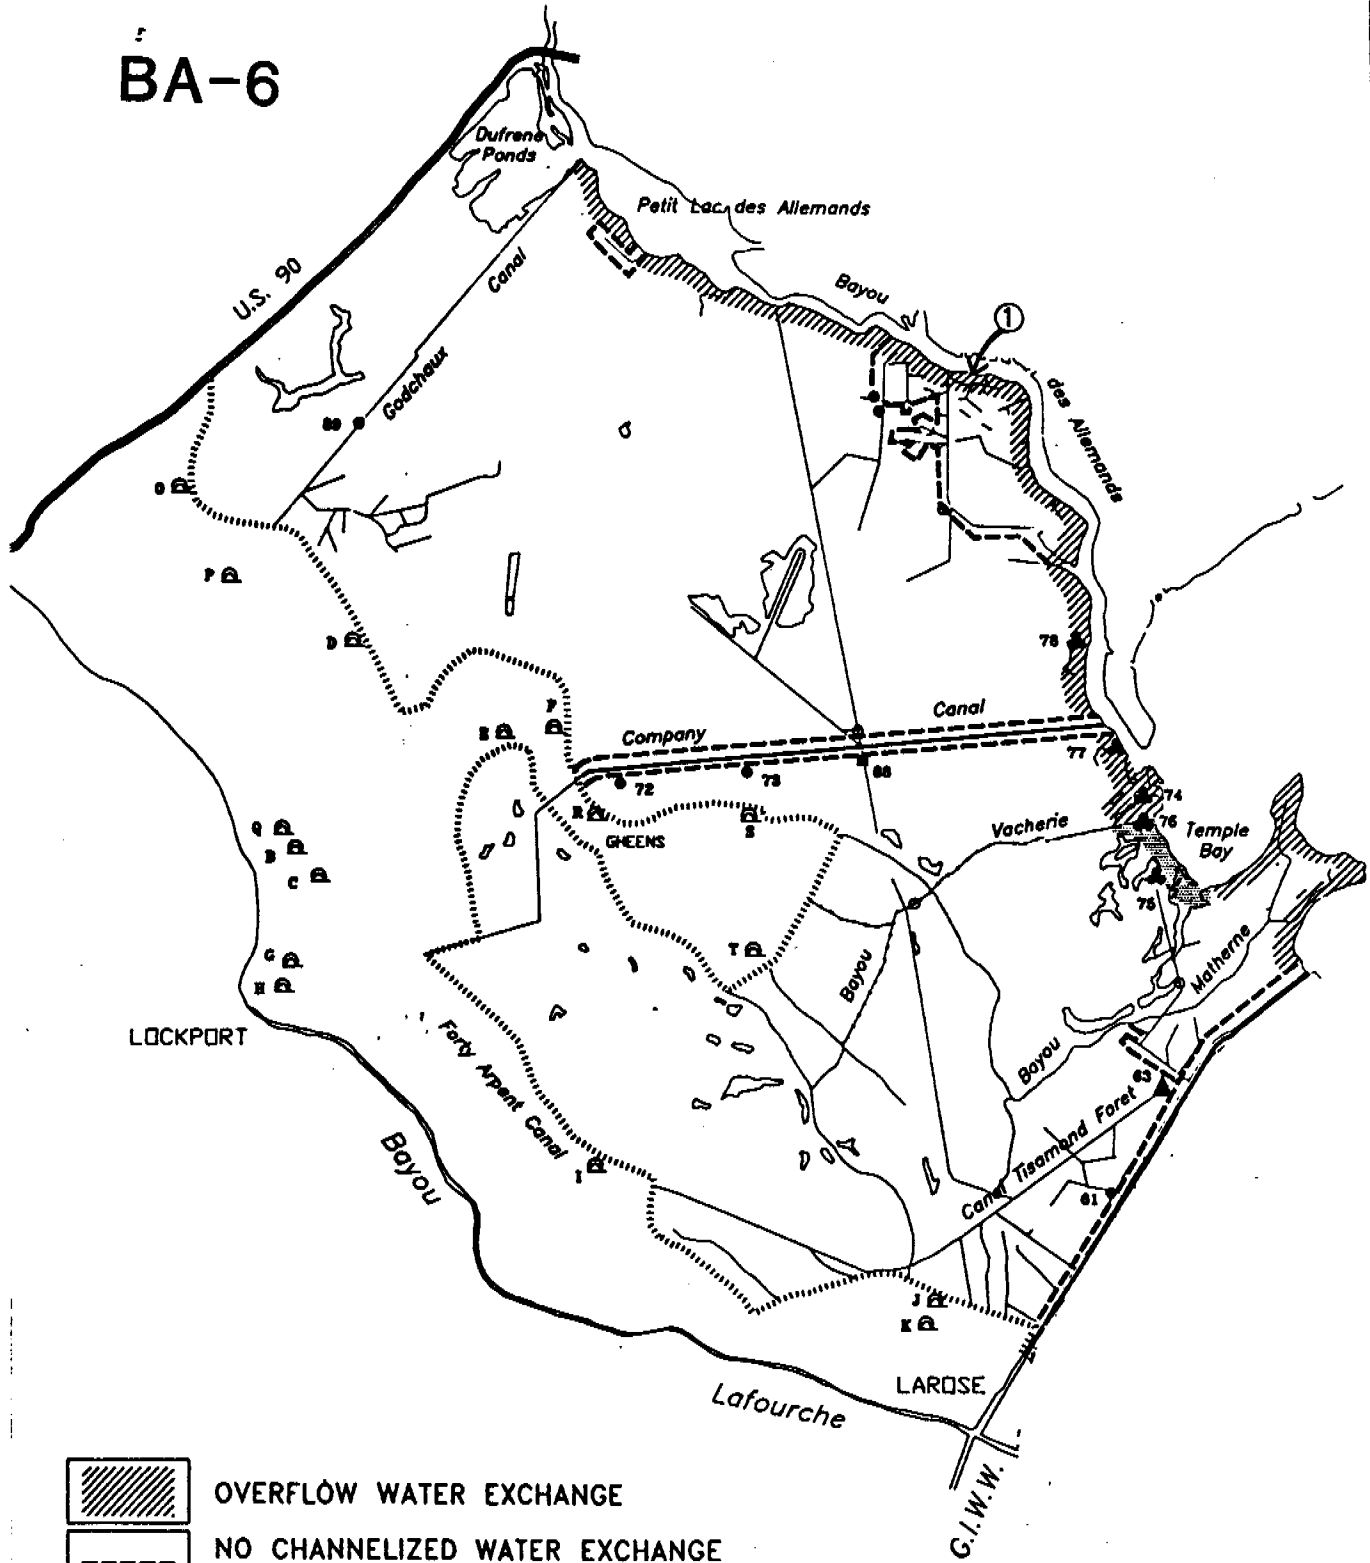 BA-6
Dufrene
Ponds
Petit Lac des Allemands
U.S. 90
Canal
Bayou
1
Godchaux
des Allemands
89
O
P
D
78
F
E
Canal
Company
77
72
73
68
74
R
S
Vacherie
76
Temple
Bay
GHEENS
Q
B
C
75
T
G
H
Bayou
Matherne
LOCKPORT
Forty Arpent Canal
Bayou
63
Bayou
Canal Tisamond Foret
I
61
J
K
LAROSE
Lafourche
G.I.W.W.
OVERFLOW WATER EXCHANGE
NO CHANNELIZED WATER EXCHANGE